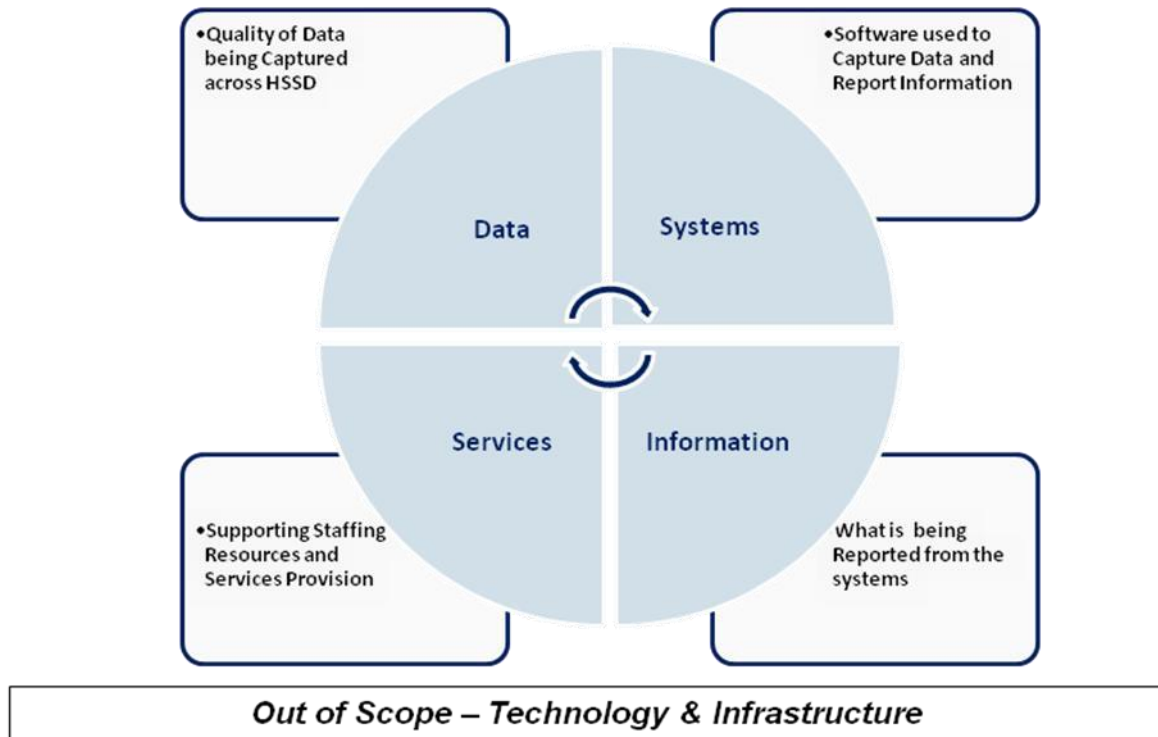 •Quality of Data
being Captured
across HSSD
•Software used to
Capture Data and
Report Information
Data
Systems
Services
Information
•Supporting Staffing
Resources and
Services Provision
What is being
Reported from the
systems
Out of Scope – Technology & Infrastructure